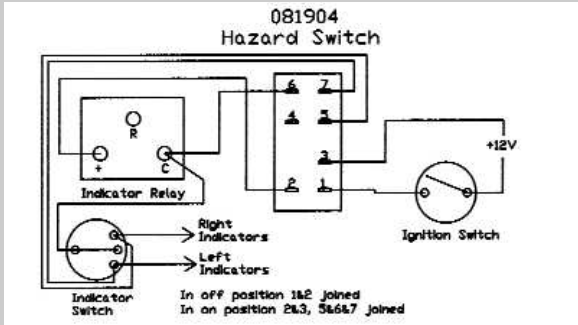 081904
Hazard Switch
6 7
4 5
3
2 1
R
+ C
Indicator Relay
+12V
Ignition Switch
Right
Indicators
Left
Indicators
Indicator
Switch
In off position 1&2 joined
In on position 2&3, 5&6&7 joined